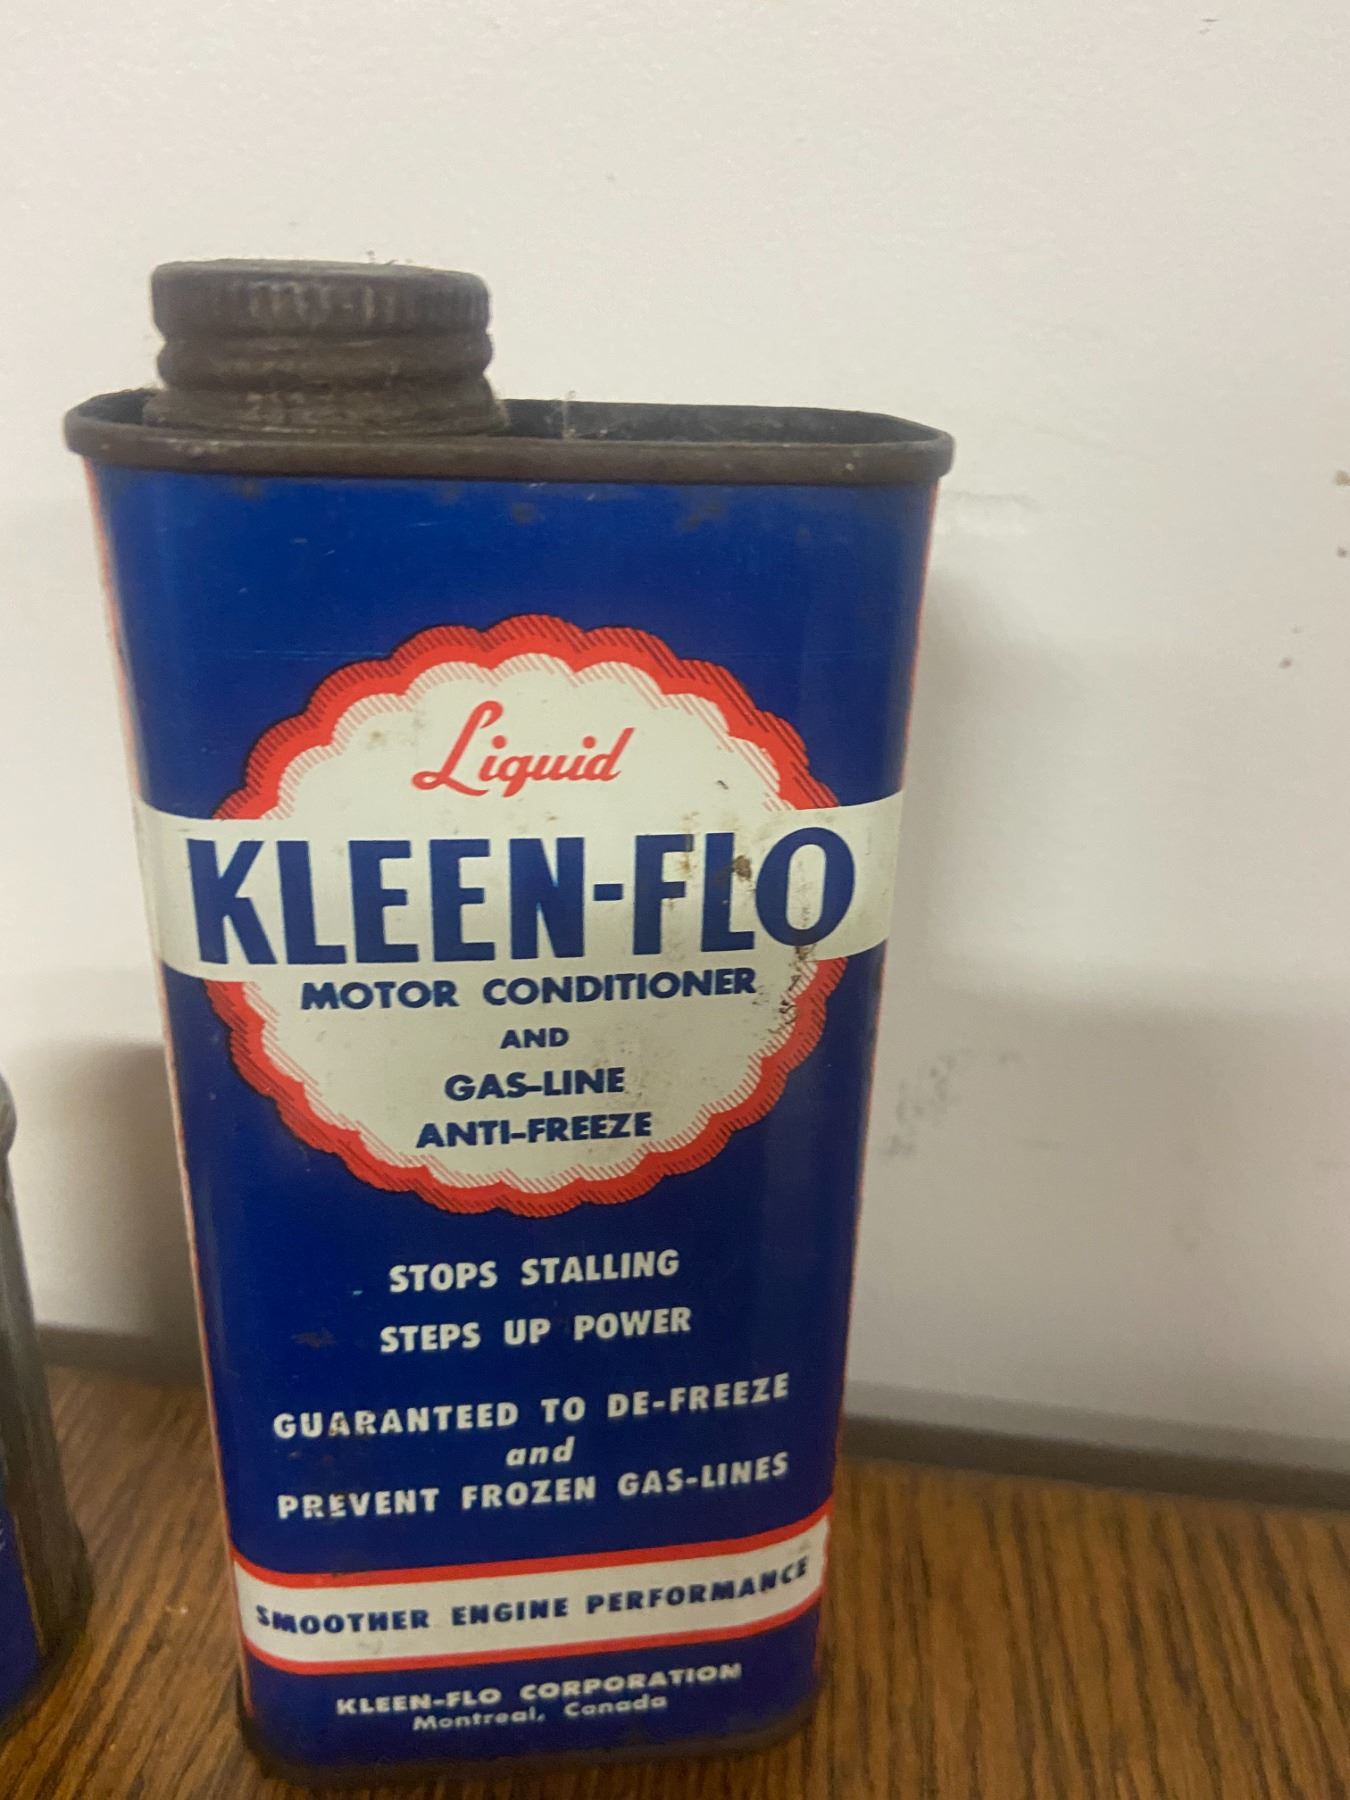 Liquid
KLEEN-FLO
MOTOR CONDITIONER
AND
GAS-LINE
ANTI-FREEZE
STOPS STALLING
STEPS UP POWER
GUARANTEED TO DE-FREEZE
and
PREVENT FROZEN GAS-LINES
SMOOTHER ENGINE PERFORMANCE
KLEEN-FLO CORPORATION
Montreal, Canada